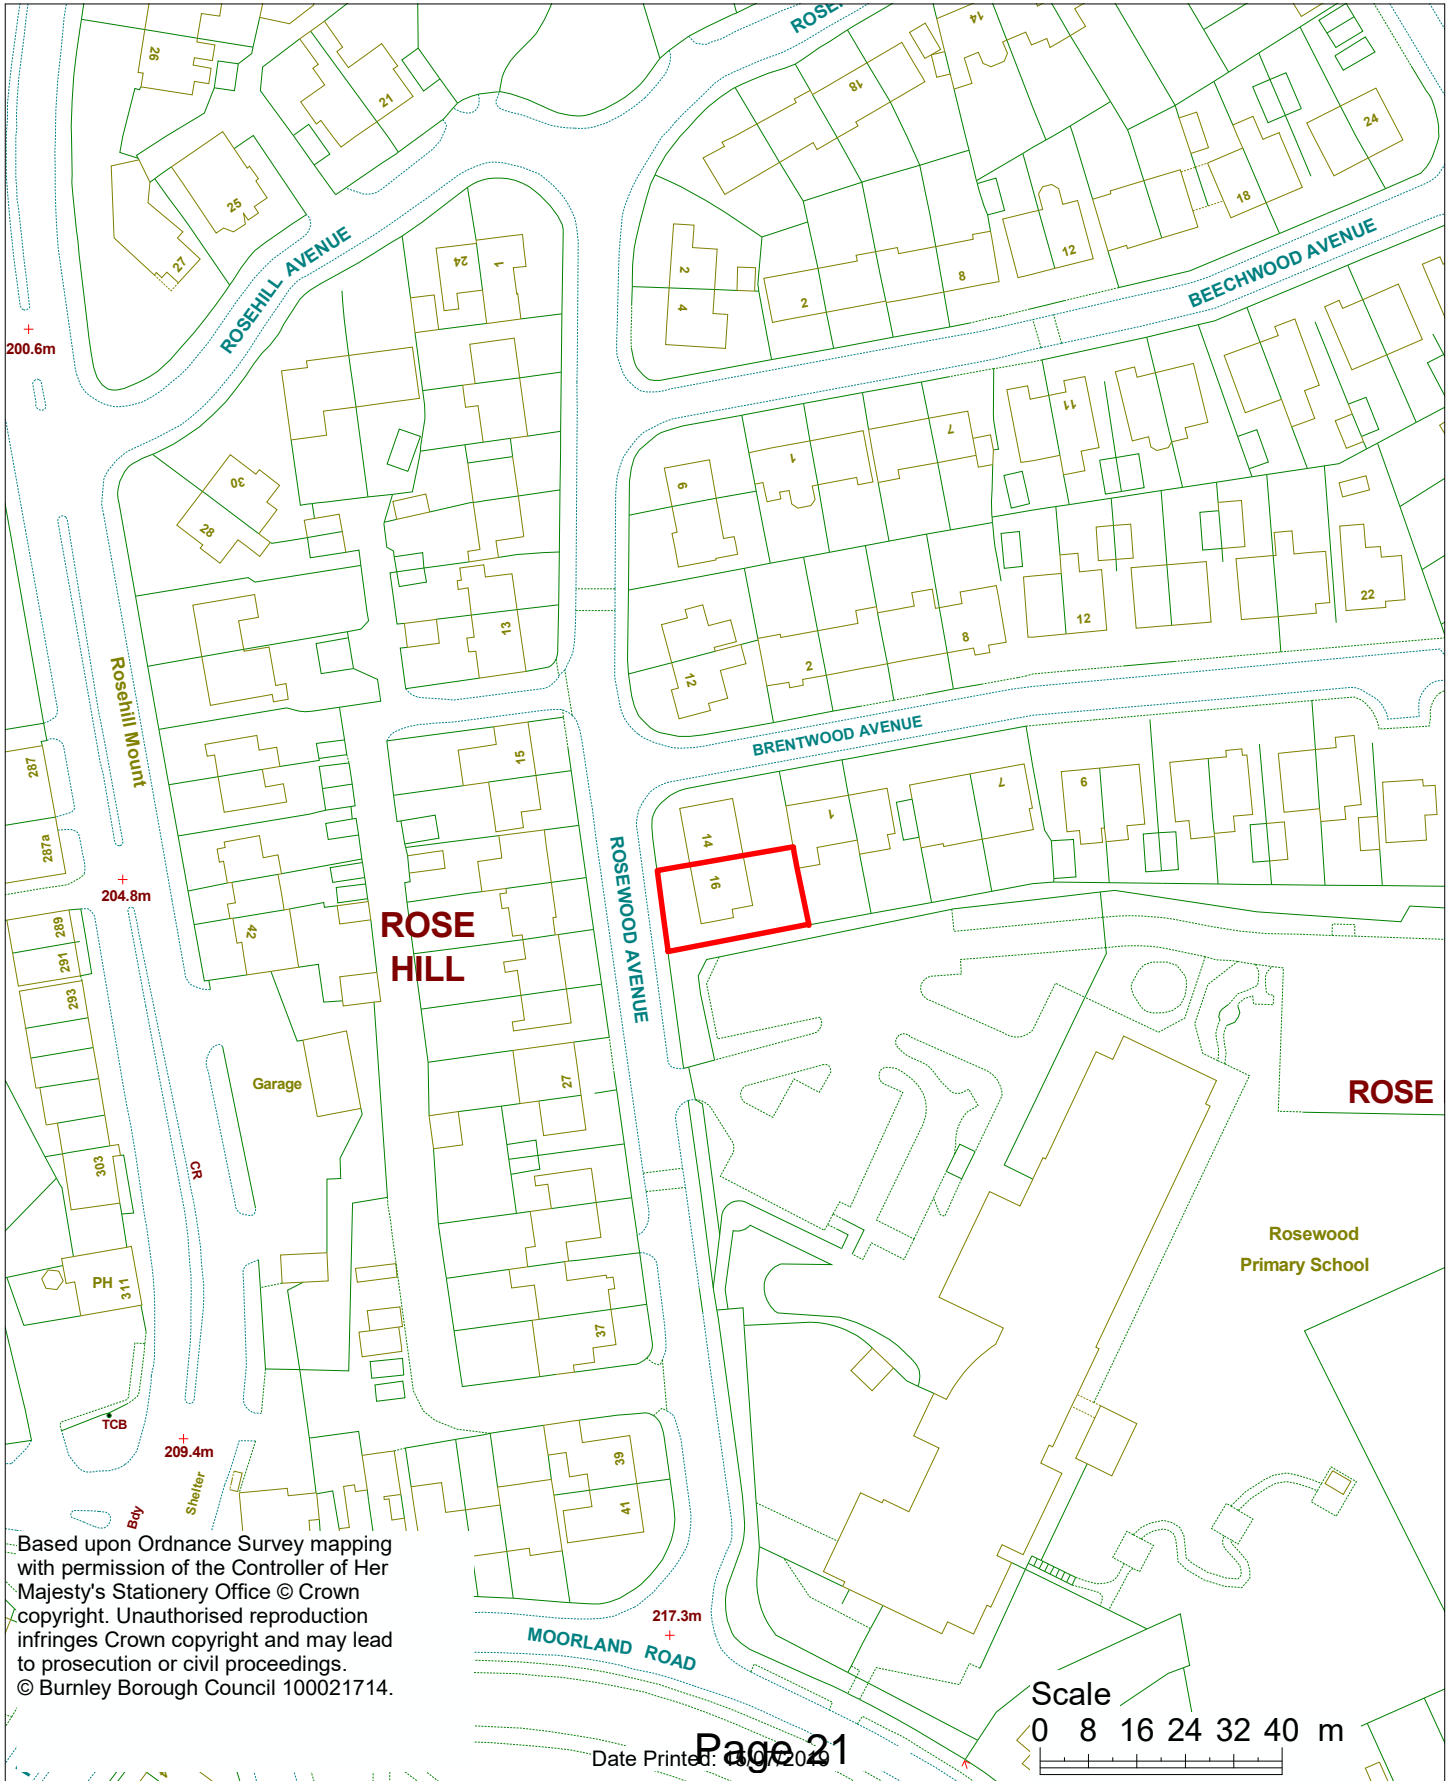 ROSE
14
26
18
21
24
25
18
27
ROSEHILL AVENUE
24
1
2
4
2
8
12
BEECHWOOD AVENUE
200.6m
11
7
1
6
30
28
22
12
13
8
2
12
Rosehill Mount
BRENTWOOD AVENUE
15
287
7
9
1
14
287a
16
204.8m
ROSEWOOD AVENUE
ROSE
HILL
42
289
291
293
27
Garage
ROSE
303
CR
Rosewood
Primary School
PH
311
37
TCB
209.4m
39
41
Shelter
Bdy
Based upon Ordnance Survey mapping
with permission of the Controller of Her
Majesty's Stationery Office © Crown
copyright. Unauthorised reproduction
infringes Crown copyright and may lead
to prosecution or civil proceedings.
© Burnley Borough Council 100021714.
217.3m
MOORLAND ROAD
Scale
0 8 16 24 32 40 m
Page 21
Date Printed: 15/07/2019